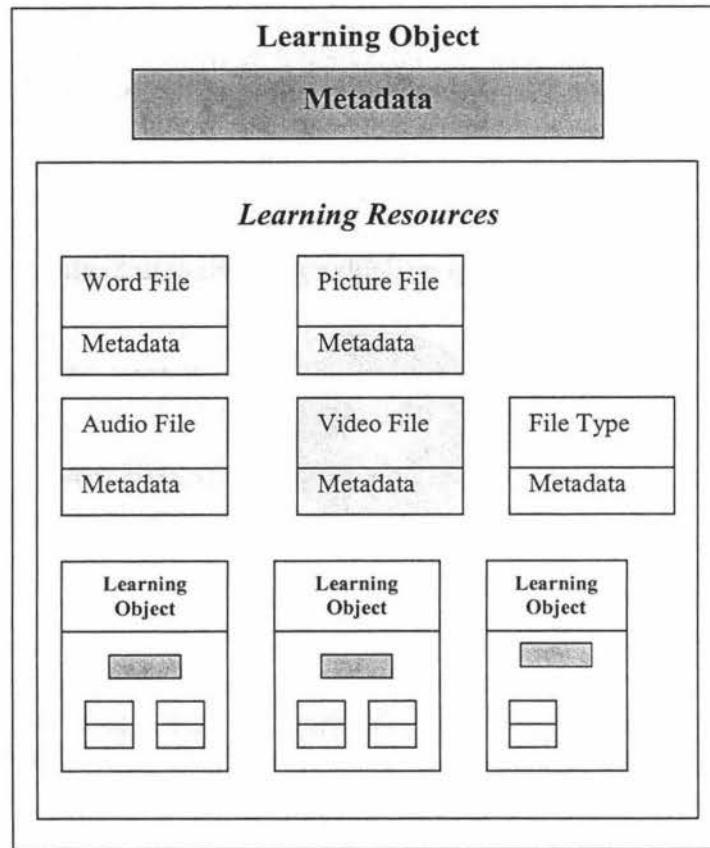 Learning Object
Metadata
Learning Resources
Word File
Metadata
Picture File
Metadata
Audio File
Metadata
Video File
Metadata
File Type
Metadata
Learning
Object
Learning
Object
Learning
Object